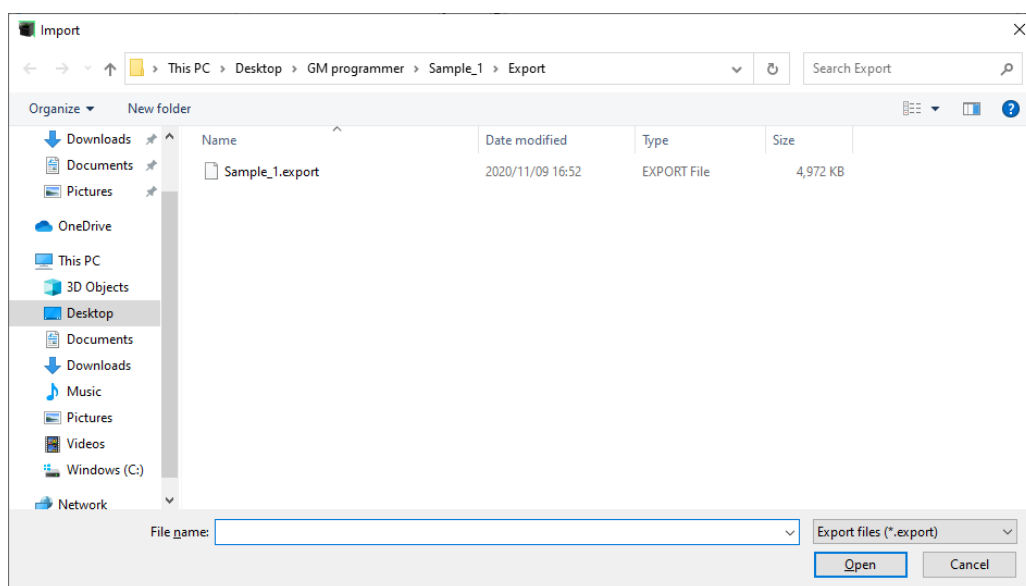 Import
This PC > Desktop > GM programmer > Sample_1 > Export
Search Export
Organize
New folder
Name
Date modified
Type
Size
Sample_1.export
2020/11/09 16:52
EXPORT File
4,972 KB
Downloads
Documents
Pictures
OneDrive
This PC
3D Objects
Desktop
Documents
Downloads
Music
Pictures
Videos
Windows (C:)
Network
File name:
Export files (*.export)
Open
Cancel